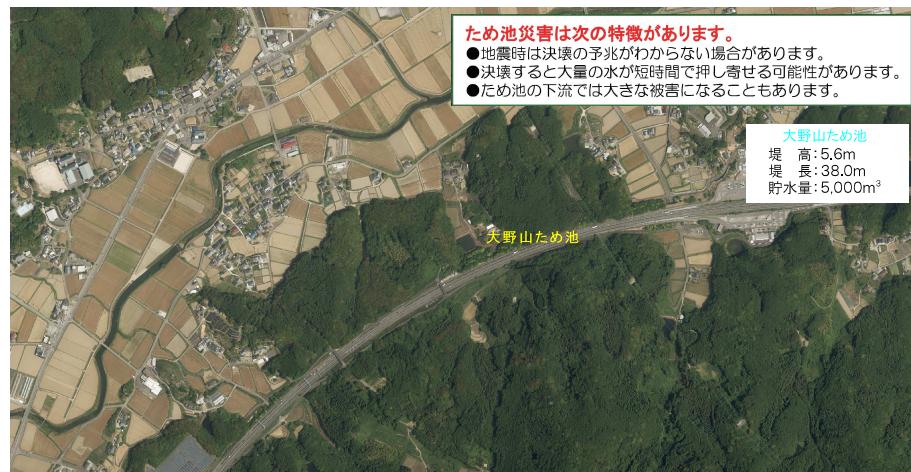 ため池災害は次の特徴があります。
●地震時は決壊の予兆がわからない場合があります。
●決壊すると大量の水が短時間で押し寄せる可能性があります。
●ため池の下流では大きな被害になることもあります。
大野山ため池
堤　高：5.6m
堤　長：38.0m
貯水量：5,000m³
大野山ため池